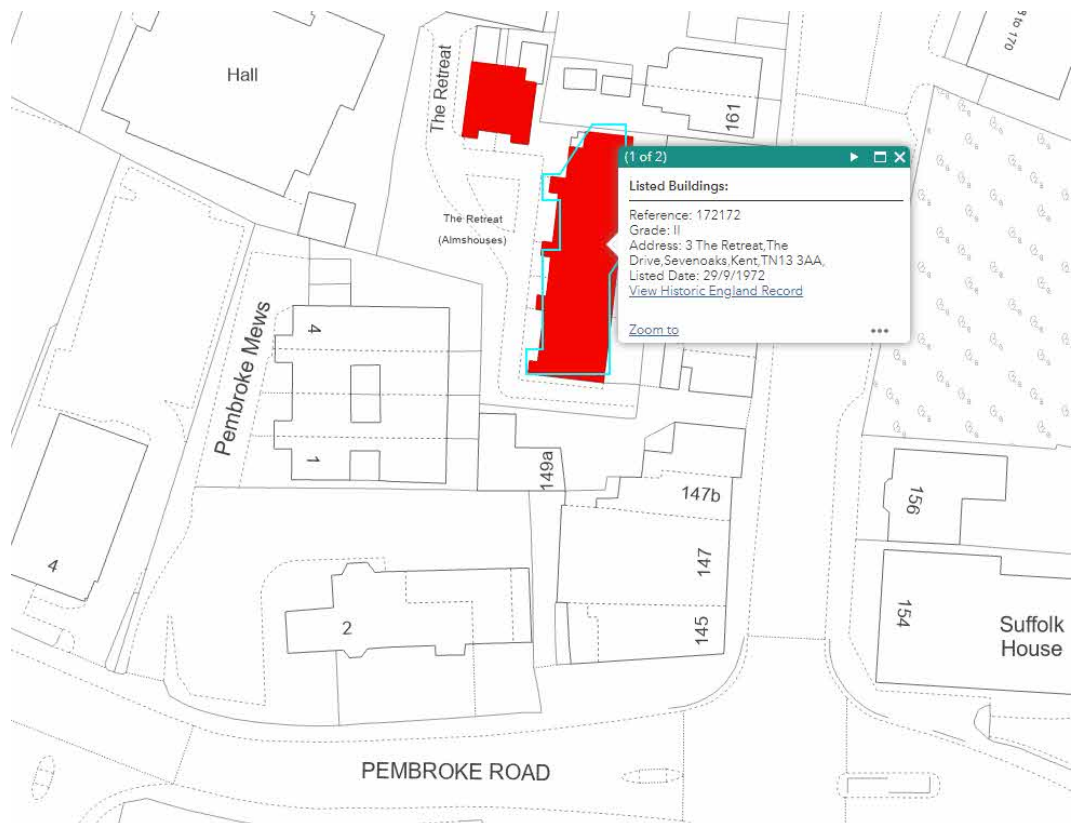 Hall
The Retreat
161
The Retreat
(Almshouses)
(1 of 2)
Listed Buildings:
Reference: 172172
Grade: II
Address: 3 The Retreat,The
Drive,Sevenoaks,Kent,TN13 3AA,
Listed Date: 29/9/1972
View Historic England Record
Zoom to
Pembroke Mews
4
1
149a
147b
147
145
156
154
Suffolk
House
4
2
PEMBROKE ROAD
to 170